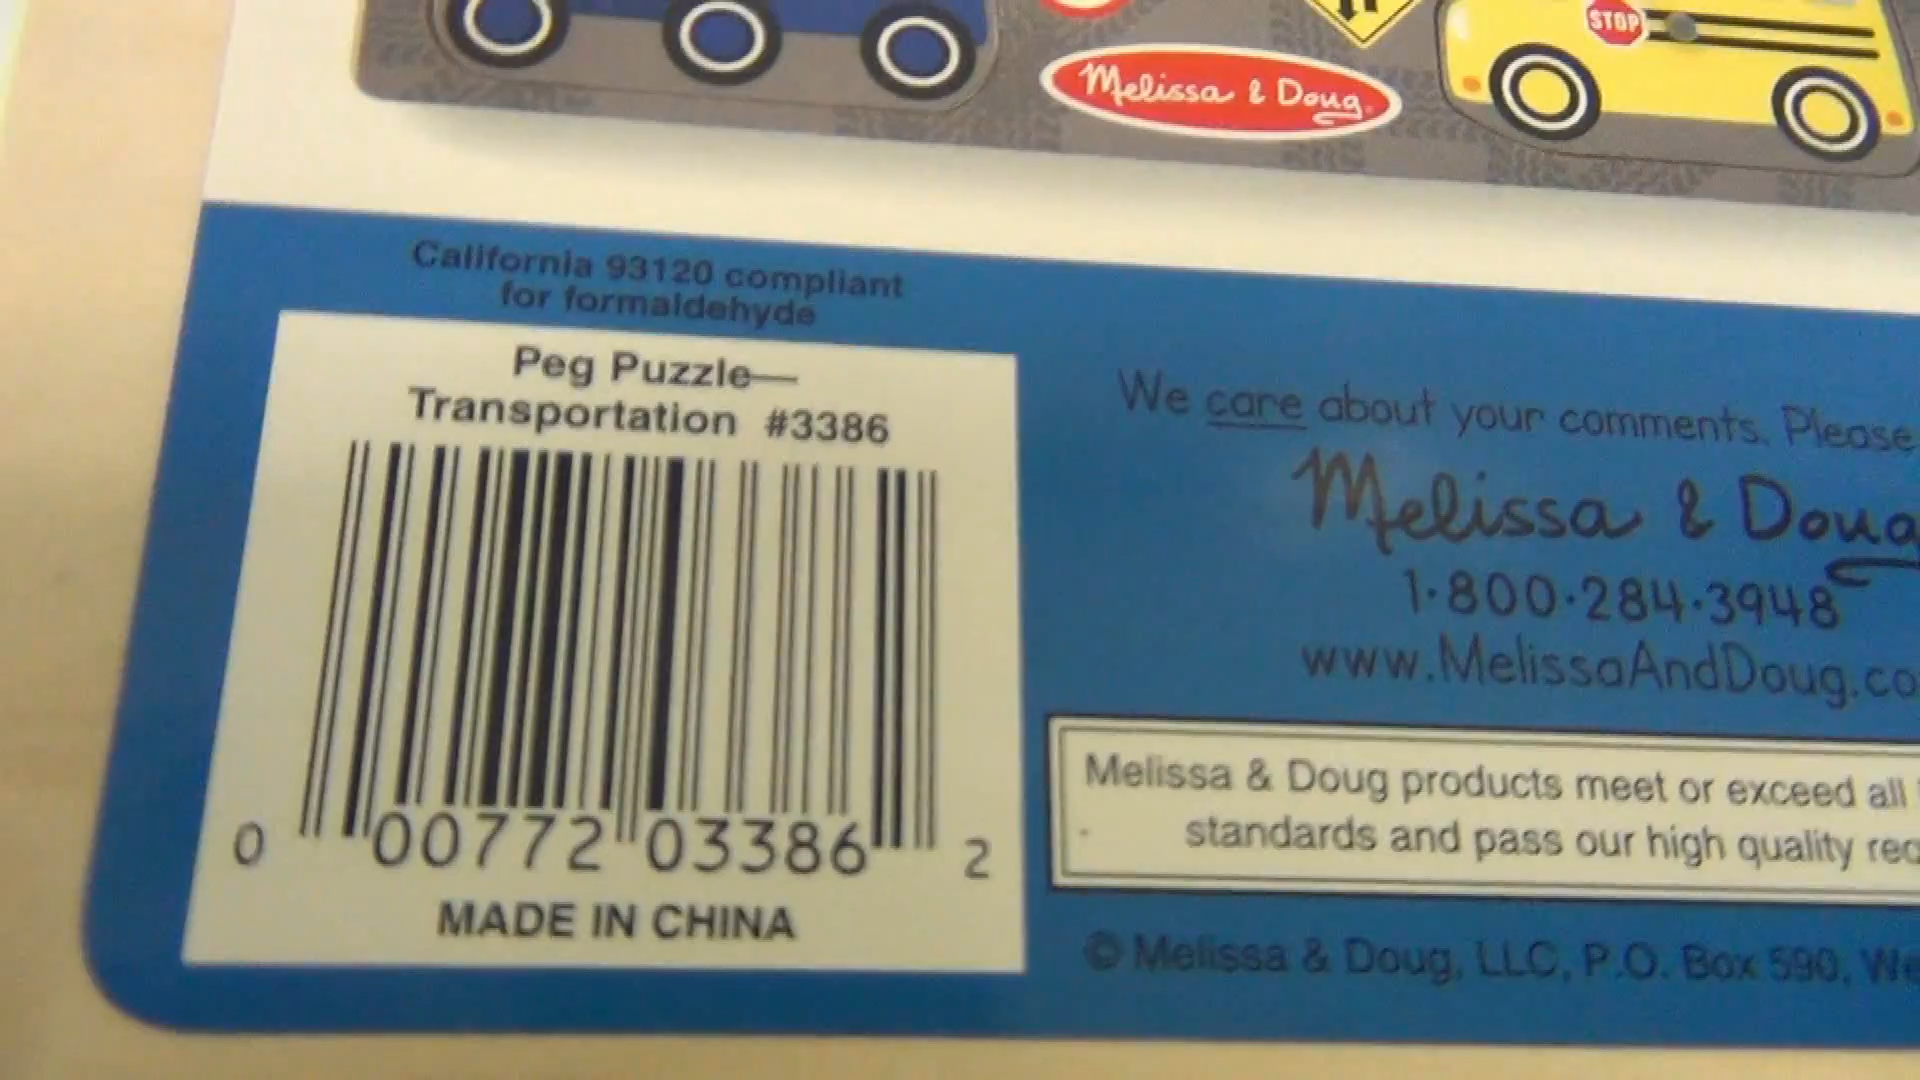 STOP
Melissa & Doug
California 93120 compliant
for formaldehyde
Peg Puzzle—
Transportation #3386
0 00772 03386 2
MADE IN CHINA
We care about your comments. Please
Melissa & Doug
1·800·284·3948
www.MelissaAndDoug.co
Melissa & Doug products meet or exceed all
standards and pass our high quality
© Melissa & Doug, LLC, P.O. Box 590,